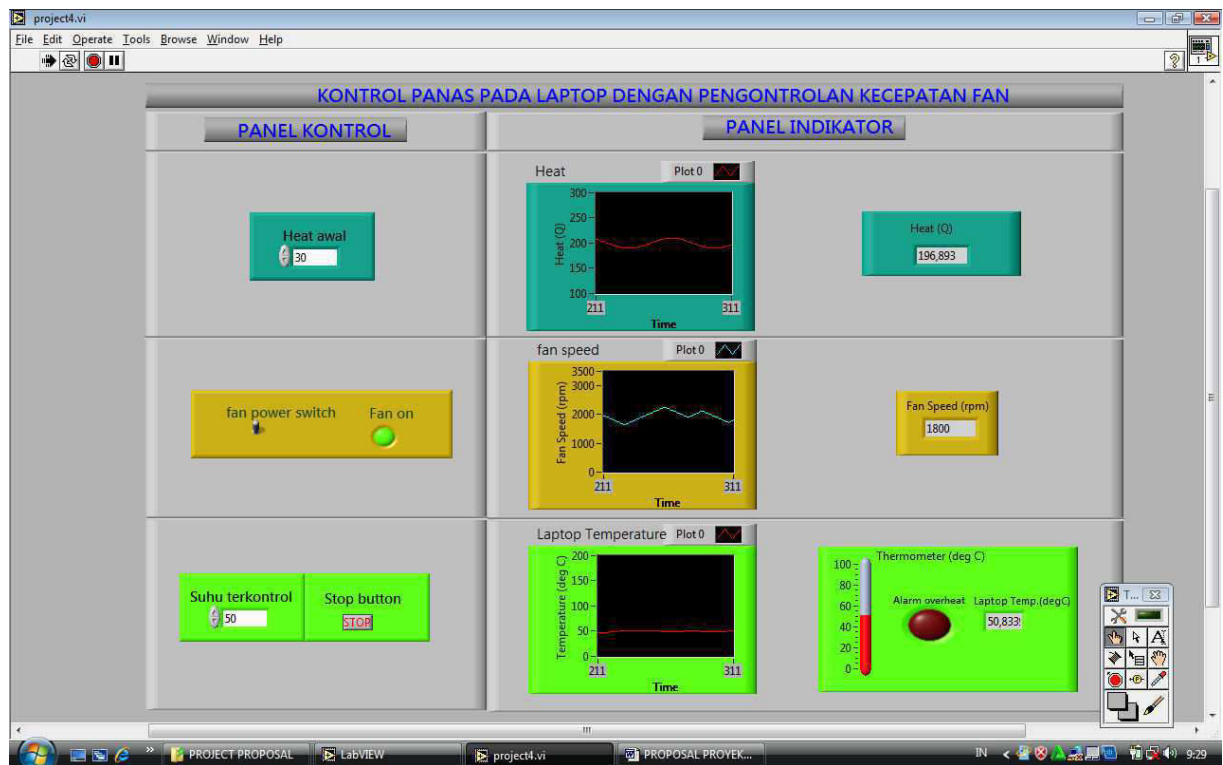 project4.vi
File Edit Operate Tools Browse Window Help
1
KONTROL PANAS PADA LAPTOP DENGAN PENGONTROLAN KECEPATAN FAN
PANEL KONTROL
PANEL INDIKATOR
Heat awal
30
Heat
Plot 0
300
250
200
150
100
Heat (Q)
211
311
Time
Heat (Q)
196,893
fan power switch
Fan on
fan speed
Plot 0
3500
3000
2000
1000
0
Fan Speed (rpm)
211
311
Time
Fan Speed (rpm)
1800
Suhu terkontrol
50
Stop button
STOP
Laptop Temperature
Plot 0
200
150
100
50
0
Temperature (deg C)
211
311
Time
Thermometer (deg C)
100
80
60
40
20
0
Alarm overheat
Laptop Temp.(degC)
50,833
T...
A
P
PROJECT PROPOSAL
LabVIEW
project4.vi
PROPOSAL PROYEK...
IN
9:29